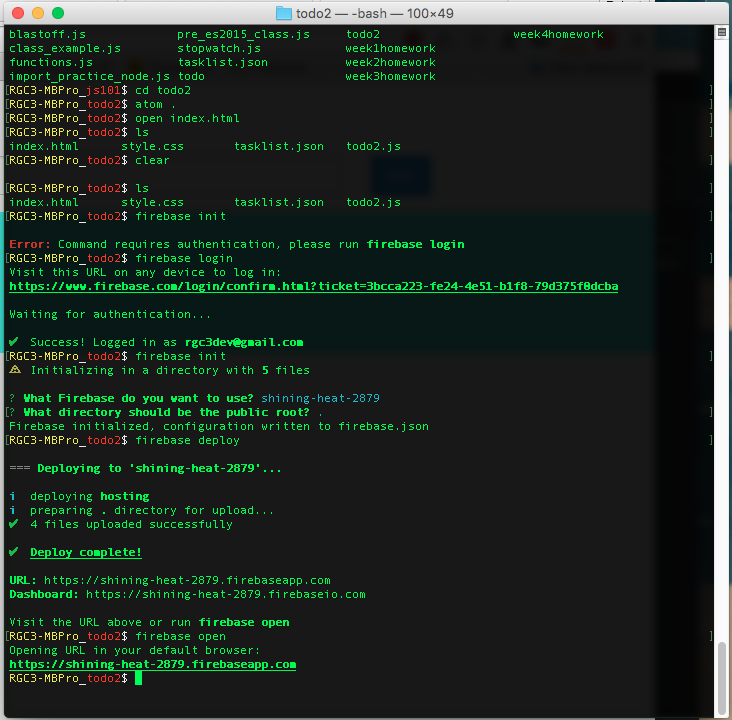 todo2 — -bash — 100×49
blastoff.js pre_es2015_class.js todo2 week4homework
class_example.js stopwatch.js week1homework
functions.js tasklist.json week2homework
import_practice_node.js todo week3homework
[RGC3-MBPro_js101$ cd todo2 ]
[RGC3-MBPro_todo2$ atom . ]
[RGC3-MBPro_todo2$ open index.html ]
[RGC3-MBPro_todo2$ ls ]
index.html style.css tasklist.json todo2.js
[RGC3-MBPro_todo2$ clear ]
[RGC3-MBPro_todo2$ ls ]
index.html style.css tasklist.json todo2.js
[RGC3-MBPro_todo2$ firebase init ]
Error: Command requires authentication, please run firebase login
[RGC3-MBPro_todo2$ firebase login ]
Visit this URL on any device to log in:
https://www.firebase.com/login/confirm.html?ticket=3bcca223-fe24-4e51-b1f8-79d375f0dcba
Waiting for authentication...
✔ Success! Logged in as rgc3dev@gmail.com
[RGC3-MBPro_todo2$ firebase init ]
⚠ Initializing in a directory with 5 files
? What Firebase do you want to use? shining-heat-2879
[? What directory should be the public root? . ]
Firebase initialized, configuration written to firebase.json
[RGC3-MBPro_todo2$ firebase deploy ]
=== Deploying to 'shining-heat-2879'...
i deploying hosting
i preparing . directory for upload...
✔ 4 files uploaded successfully
✔ Deploy complete!
URL: https://shining-heat-2879.firebaseapp.com
Dashboard: https://shining-heat-2879.firebaseio.com
Visit the URL above or run firebase open
[RGC3-MBPro_todo2$ firebase open ]
Opening URL in your default browser:
https://shining-heat-2879.firebaseapp.com
RGC3-MBPro_todo2$